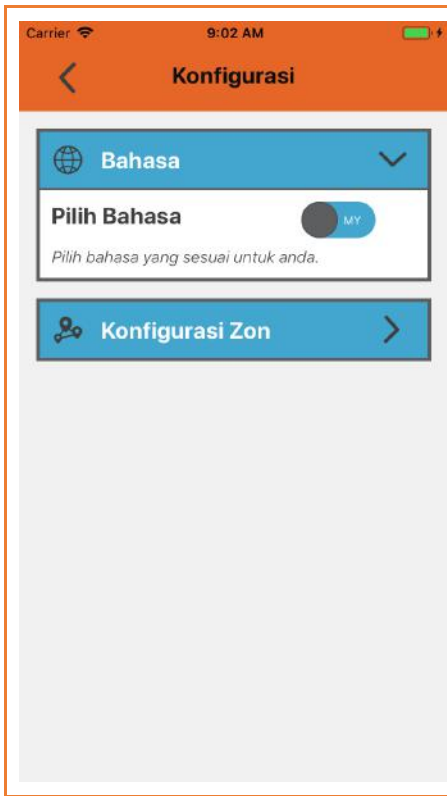 Carrier 9:02 AM
Konfigurasi
Bahasa
Pilih Bahasa MY
Pilih bahasa yang sesuai untuk anda.
Konfigurasi Zon